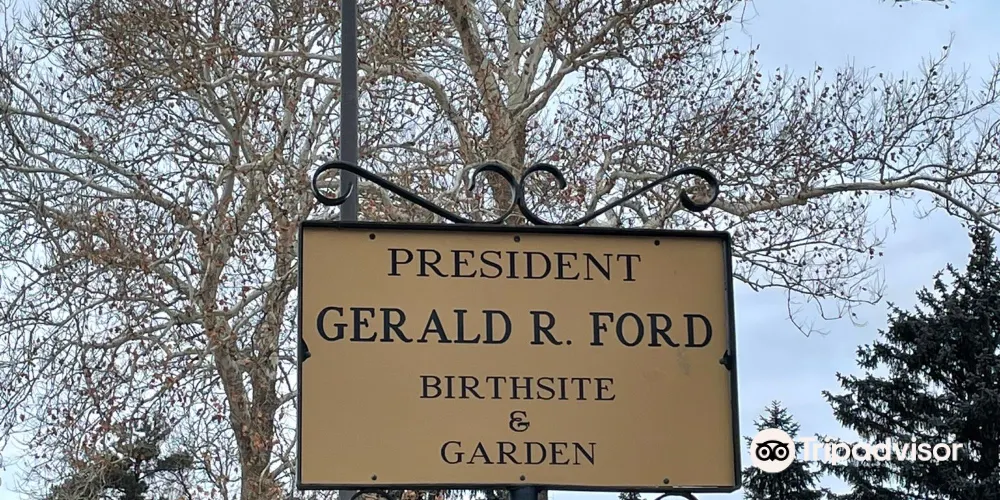 PRESIDENT
GERALD R. FORD
BIRTHSITE
&
GARDEN
Tripadvisor